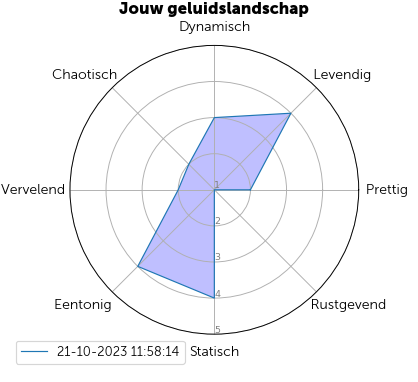 Jouw geluidslandschap
Dynamisch
Chaotisch
Levendig
Vervelend
1
Prettig
2
3
4
Eentonig
Rustgevend
5
21-10-2023 11:58:14
Statisch